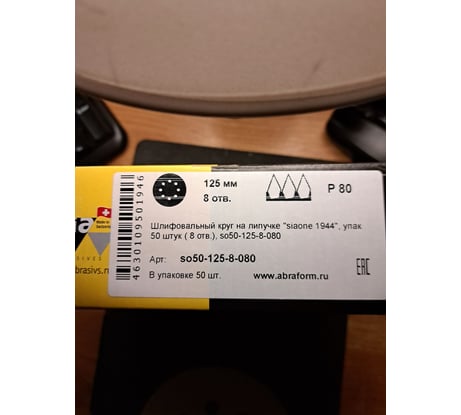 125 мм
8 отв.
P 80
Шлифовальный круг на липучке "siaone 1944", упак
50 штук ( 8 отв.), so50-125-8-080
Арт: so50-125-8-080
В упаковке 50 шт. www.abraform.ru
EAC
4630109501946